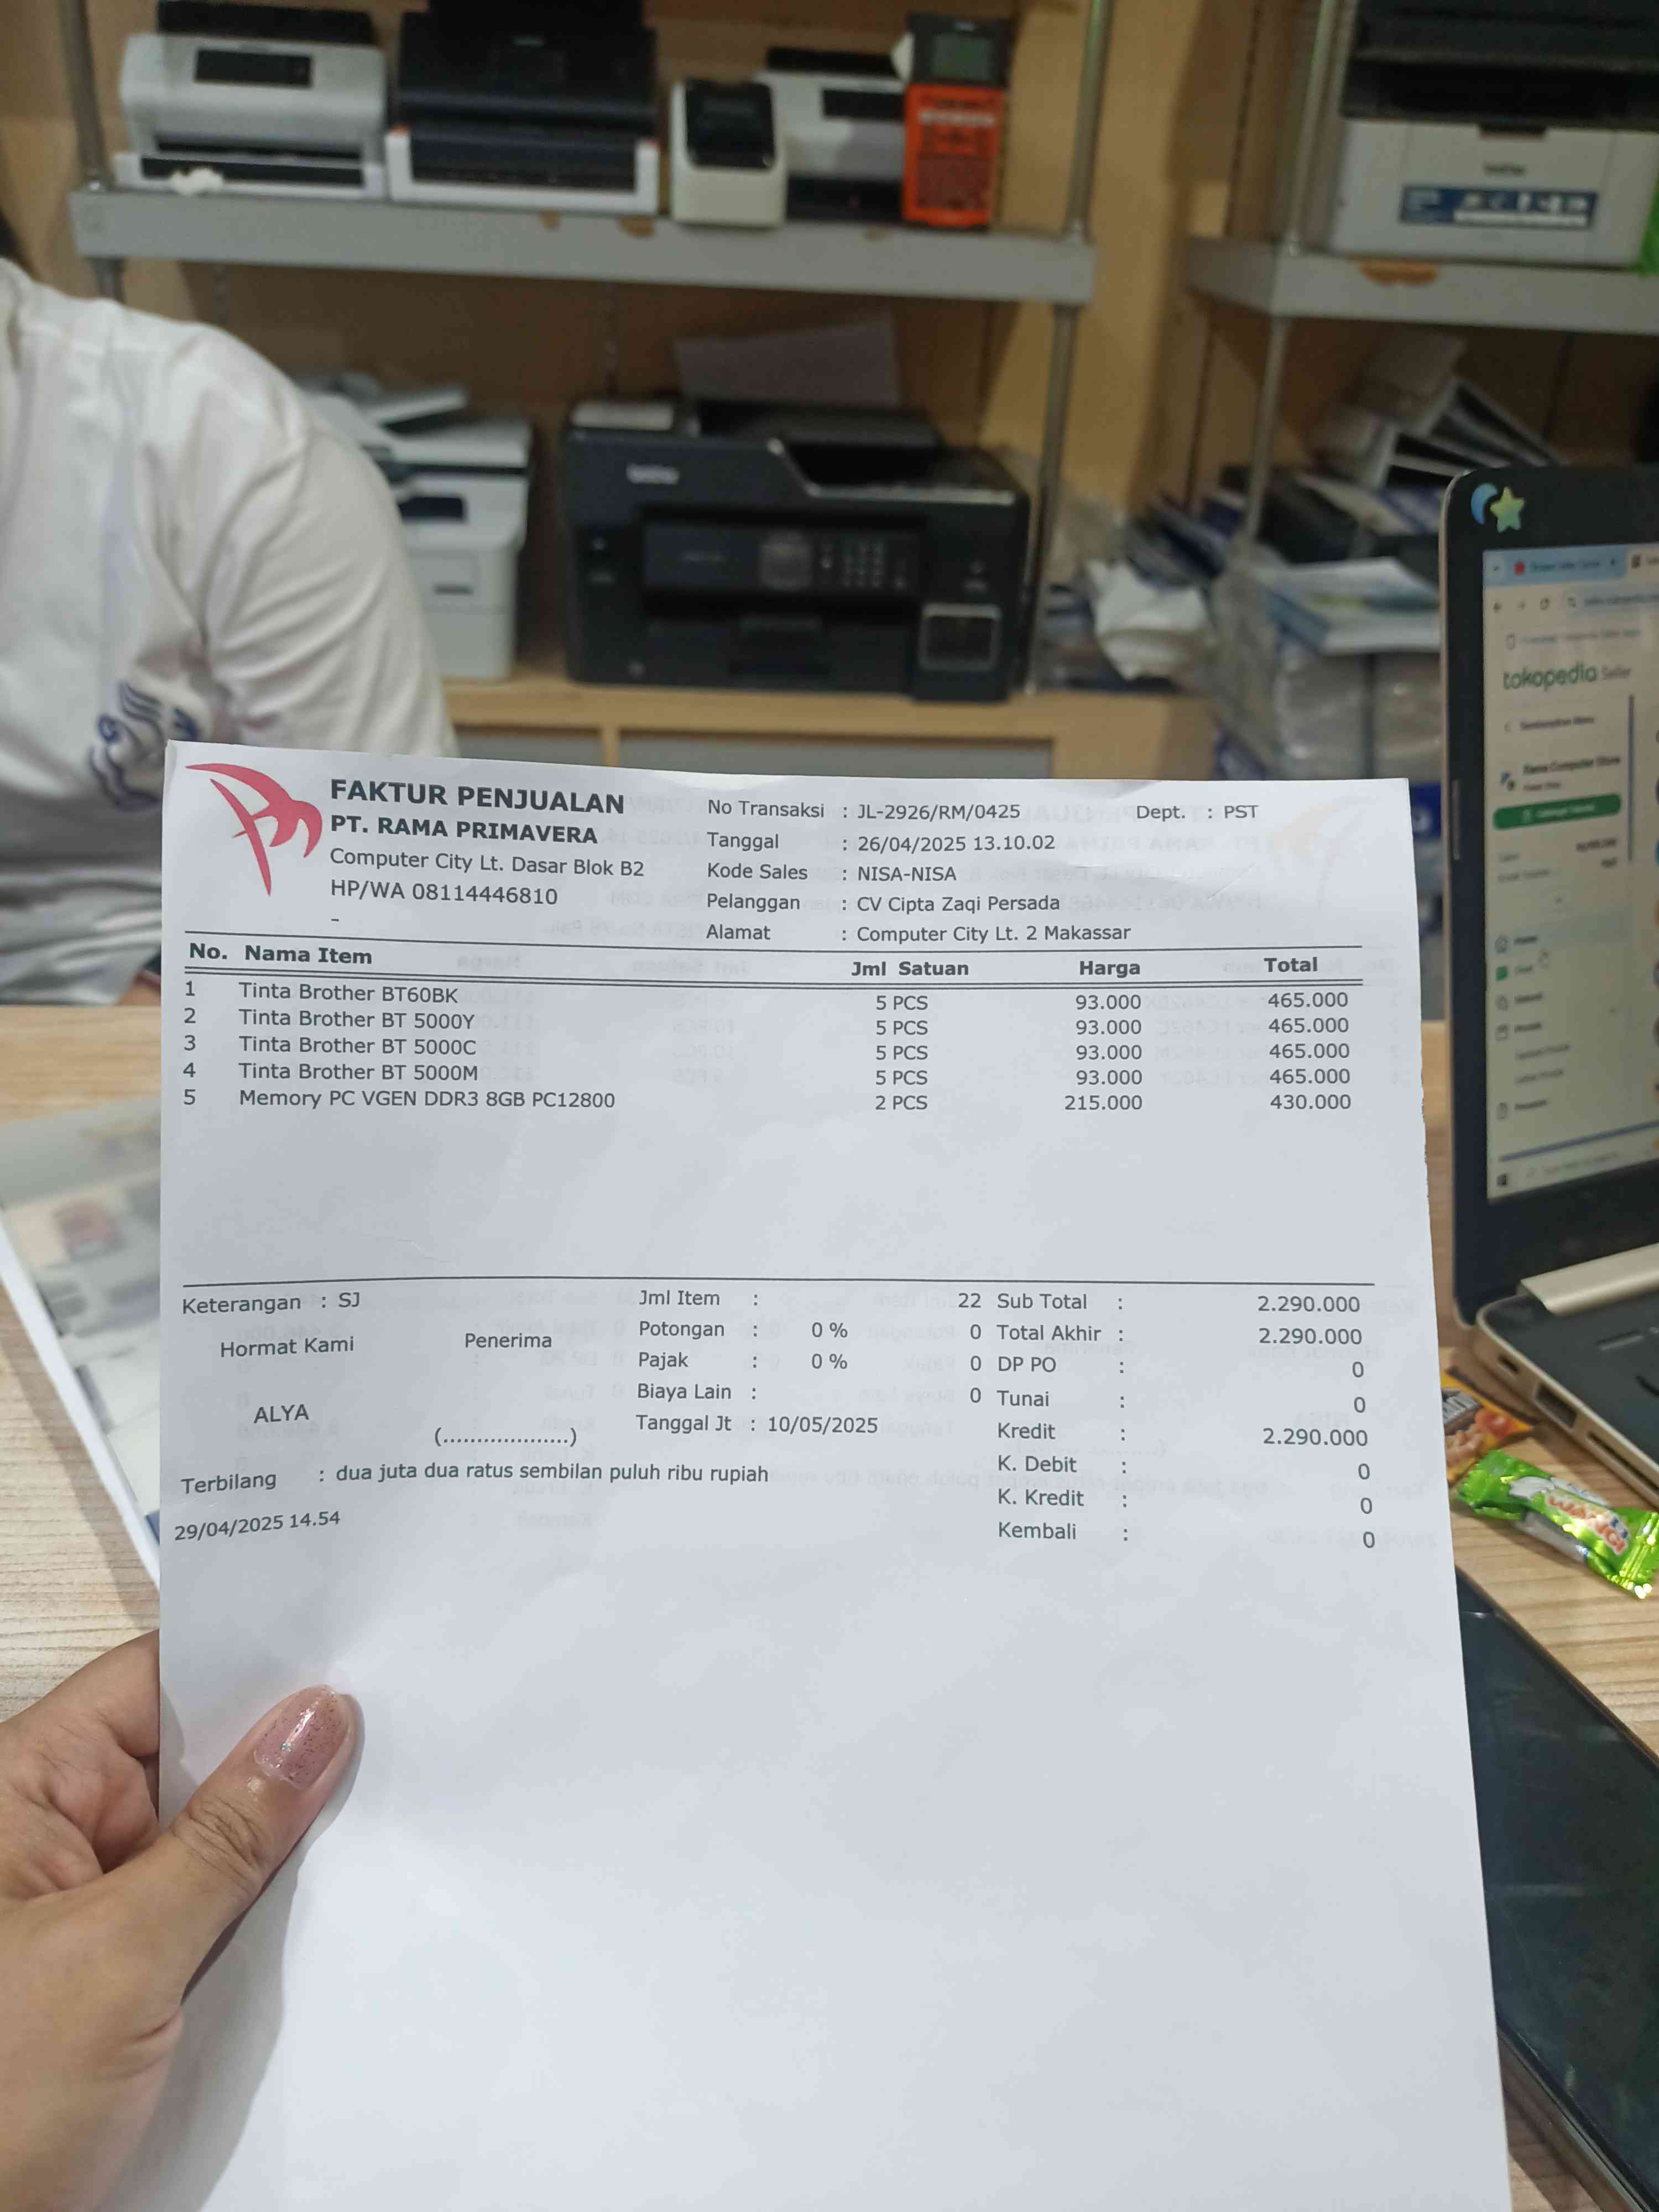 brother
tokopedia Seller
Rama Computer Store
FAKTUR PENJUALAN
PT. RAMA PRIMAVERA
Computer City Lt. Dasar Blok B2
HP/WA 08114446810
-
No Transaksi : JL-2926/RM/0425 Dept. : PST
Tanggal : 26/04/2025 13.10.02
Kode Sales : NISA-NISA
Pelanggan : CV Cipta Zaqi Persada
Alamat : Computer City Lt. 2 Makassar
No. Nama Item Jml Satuan Harga Total
1 Tinta Brother BT60BK 5 PCS 93.000 465.000
2 Tinta Brother BT 5000Y 5 PCS 93.000 465.000
3 Tinta Brother BT 5000C 5 PCS 93.000 465.000
4 Tinta Brother BT 5000M 5 PCS 93.000 465.000
5 Memory PC VGEN DDR3 8GB PC12800 2 PCS 215.000 430.000
Keterangan : SJ
Hormat Kami Penerima
ALYA
(...................)
Jml Item : 22
Potongan : 0 % 0
Pajak : 0 % 0
Biaya Lain : 0
Tanggal Jt : 10/05/2025
Sub Total : 2.290.000
Total Akhir : 2.290.000
DP PO : 0
Tunai : 0
Kredit : 2.290.000
K. Debit : 0
K. Kredit : 0
Kembali : 0
Terbilang : dua juta dua ratus sembilan puluh ribu rupiah
29/04/2025 14.54
WANGI